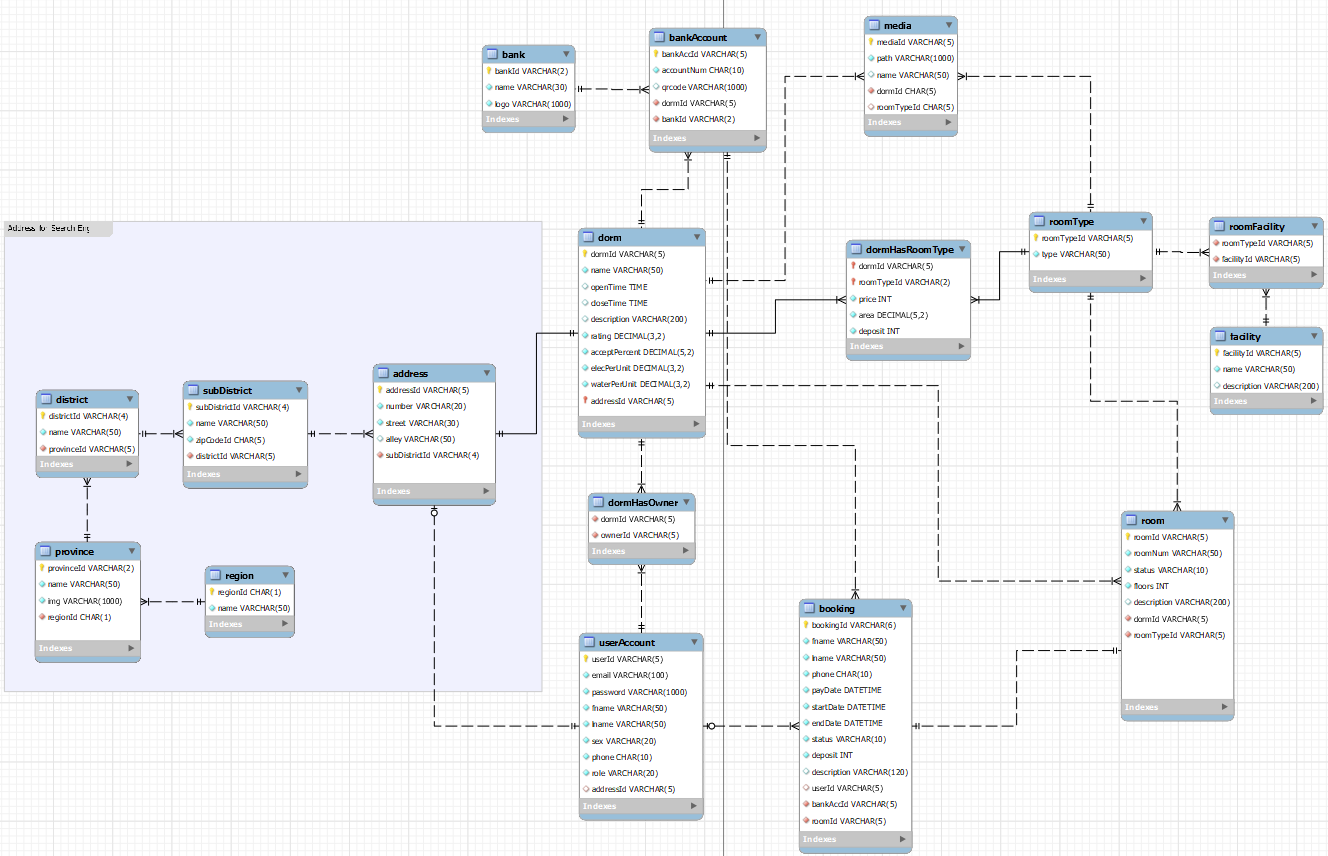 bank
bankId VARCHAR(2)
name VARCHAR(30)
logo VARCHAR(1000)
Indexes
bankAccount
bankAccId VARCHAR(5)
accountNum CHAR(10)
qrcode VARCHAR(1000)
dormId VARCHAR(5)
bankId VARCHAR(2)
Indexes
media
mediaId VARCHAR(5)
path VARCHAR(1000)
name VARCHAR(50)
dormId CHAR(5)
roomTypeId CHAR(5)
Indexes
Address for Search Eng
dorm
dormId VARCHAR(5)
name VARCHAR(50)
openTime TIME
closeTime TIME
description VARCHAR(200)
rating DECIMAL(3,2)
acceptPercent DECIMAL(5,2)
elecPerUnit DECIMAL(3,2)
waterPerUnit DECIMAL(3,2)
addressId VARCHAR(5)
Indexes
dormHasRoomType
dormId VARCHAR(5)
roomTypeId VARCHAR(2)
price INT
area DECIMAL(5,2)
deposit INT
Indexes
roomType
roomTypeId VARCHAR(5)
type VARCHAR(50)
Indexes
roomFacility
roomTypeId VARCHAR(5)
facilityId VARCHAR(5)
Indexes
facility
facilityId VARCHAR(5)
name VARCHAR(50)
description VARCHAR(200)
Indexes
district
districtId VARCHAR(4)
name VARCHAR(50)
provinceId VARCHAR(5)
Indexes
subDistrict
subDistrictId VARCHAR(4)
name VARCHAR(50)
zipCodeId CHAR(5)
districtId VARCHAR(5)
Indexes
address
addressId VARCHAR(5)
number VARCHAR(20)
street VARCHAR(30)
alley VARCHAR(50)
subDistrictId VARCHAR(4)
Indexes
province
provinceId VARCHAR(2)
name VARCHAR(50)
img VARCHAR(1000)
regionId CHAR(1)
Indexes
region
regionId CHAR(1)
name VARCHAR(50)
Indexes
dormHasOwner
dormId VARCHAR(5)
ownerId VARCHAR(5)
Indexes
userAccount
userId VARCHAR(5)
email VARCHAR(100)
password VARCHAR(1000)
fname VARCHAR(50)
lname VARCHAR(50)
sex VARCHAR(20)
phone CHAR(10)
role VARCHAR(20)
addressId VARCHAR(5)
Indexes
booking
bookingId VARCHAR(6)
fname VARCHAR(50)
lname VARCHAR(50)
phone CHAR(10)
payDate DATETIME
startDate DATETIME
endDate DATETIME
status VARCHAR(10)
deposit INT
description VARCHAR(120)
userId VARCHAR(5)
bankAccId VARCHAR(5)
roomId VARCHAR(5)
Indexes
room
roomId VARCHAR(5)
roomNum VARCHAR(50)
status VARCHAR(10)
floors INT
description VARCHAR(200)
dormId VARCHAR(5)
roomTypeId VARCHAR(5)
Indexes